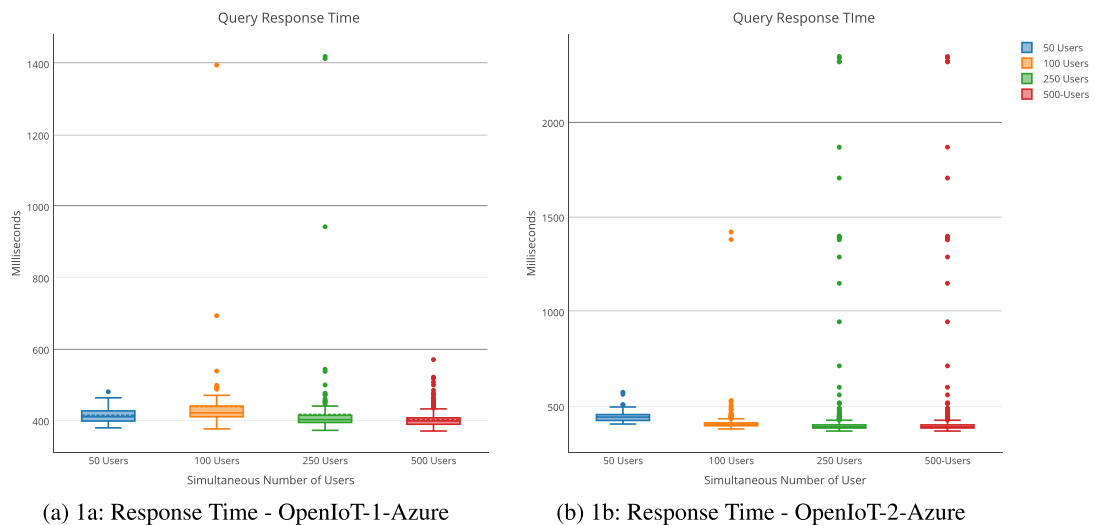 Query Response Time
MIlliseconds
1400
1200
1000
800
600
400
50 Users
100 Users
250 Users
500 Users
Simultaneous Number of Users
(a) 1a: Response Time - OpenIoT-1-Azure
Query Response TIme
Milliseconds
2000
1500
1000
500
50 Users
100 Users
250 Users
500-Users
Simultaneous Number of User
50 Users
100 Users
250 Users
500-Users
(b) 1b: Response Time - OpenIoT-2-Azure